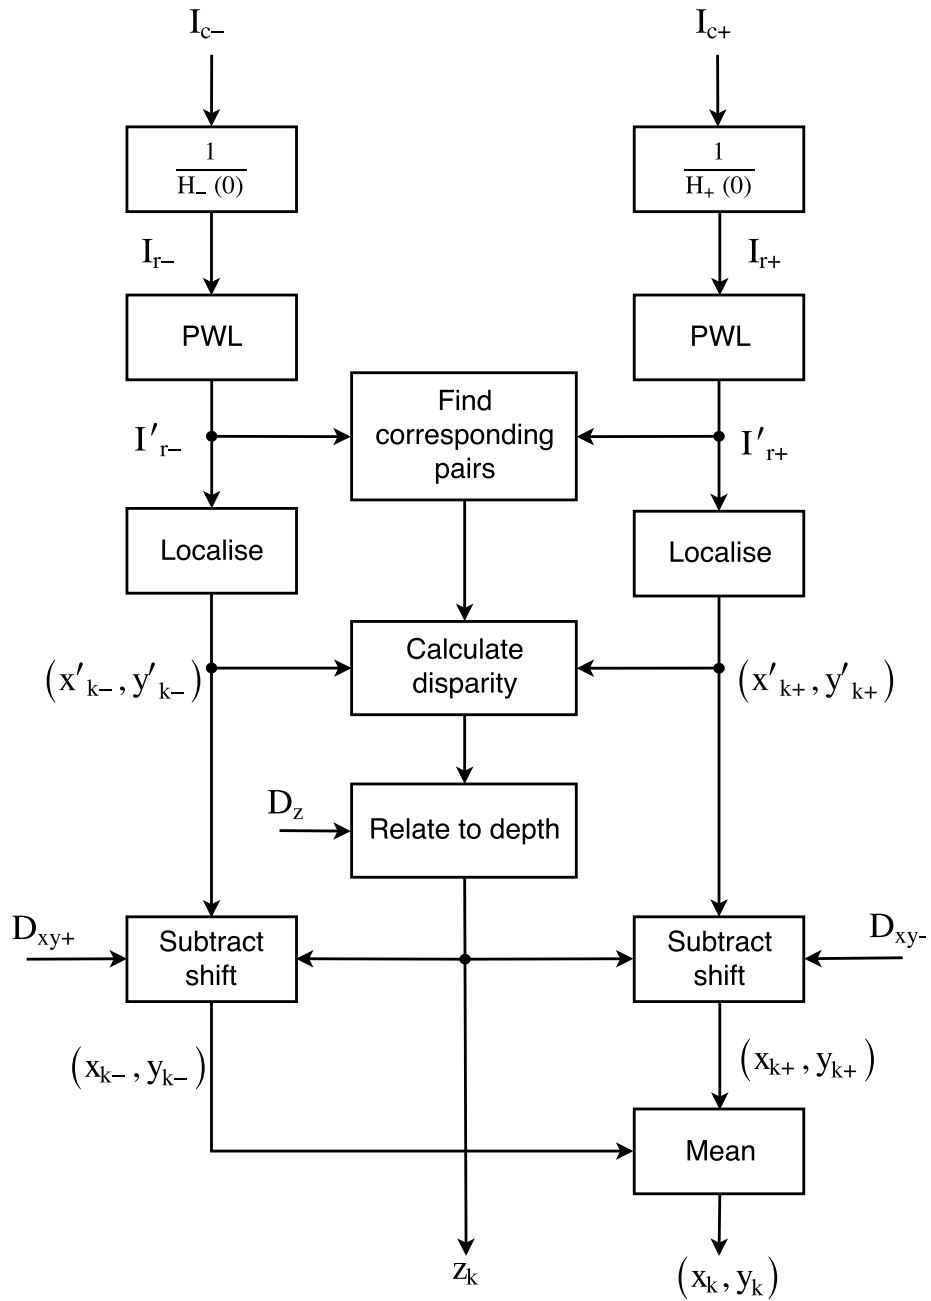 I_c− I_c+
1 1
H_− (0) H_+ (0)
I_r− I_r+
PWL PWL
Find
corresponding
pairs
I′_r− I′_r+
Localise Localise
Calculate
disparity
(x′_k−, y′_k−) (x′_k+, y′_k+)
D_z
Relate to depth
D_xy+ D_xy−
Subtract Subtract
shift shift
(x_k−, y_k−) (x_k+, y_k+)
Mean
z_k (x_k, y_k)